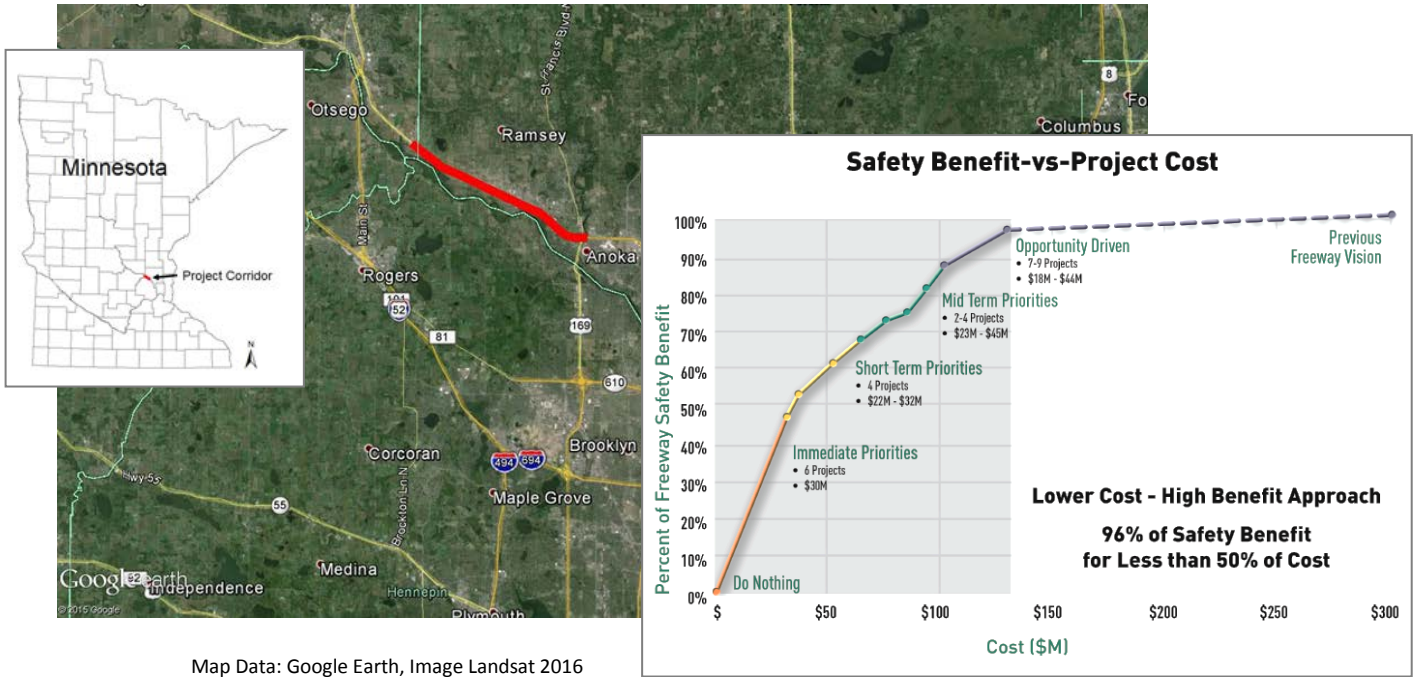 Minnesota
Project Corridor
N
Otsego
Ramsey
St Francis Blvd N
8
Fo
Columbus
Main St
Rogers
101
52
81
Anoka
169
610
Brooklyn
494
694
Corcoran
Maple Grove
Hwy 55
55
Brockton Ln N
Medina
Google earth
92
Independence
Hennepin
Plymouth
© 2015 Google
Map Data: Google Earth, Image Landsat 2016
Safety Benefit-vs-Project Cost
Percent of Freeway Safety Benefit
100%
90%
80%
70%
60%
50%
40%
30%
20%
10%
0%
Opportunity Driven
• 7-9 Projects
• $18M - $44M
Previous
Freeway Vision
Mid Term Priorities
• 2-4 Projects
• $23M - $45M
Short Term Priorities
• 4 Projects
• $22M - $32M
Immediate Priorities
• 6 Projects
• $30M
Do Nothing
Lower Cost - High Benefit Approach
96% of Safety Benefit
for Less than 50% of Cost
$
$50
$100
$150
$200
$250
$300
Cost ($M)